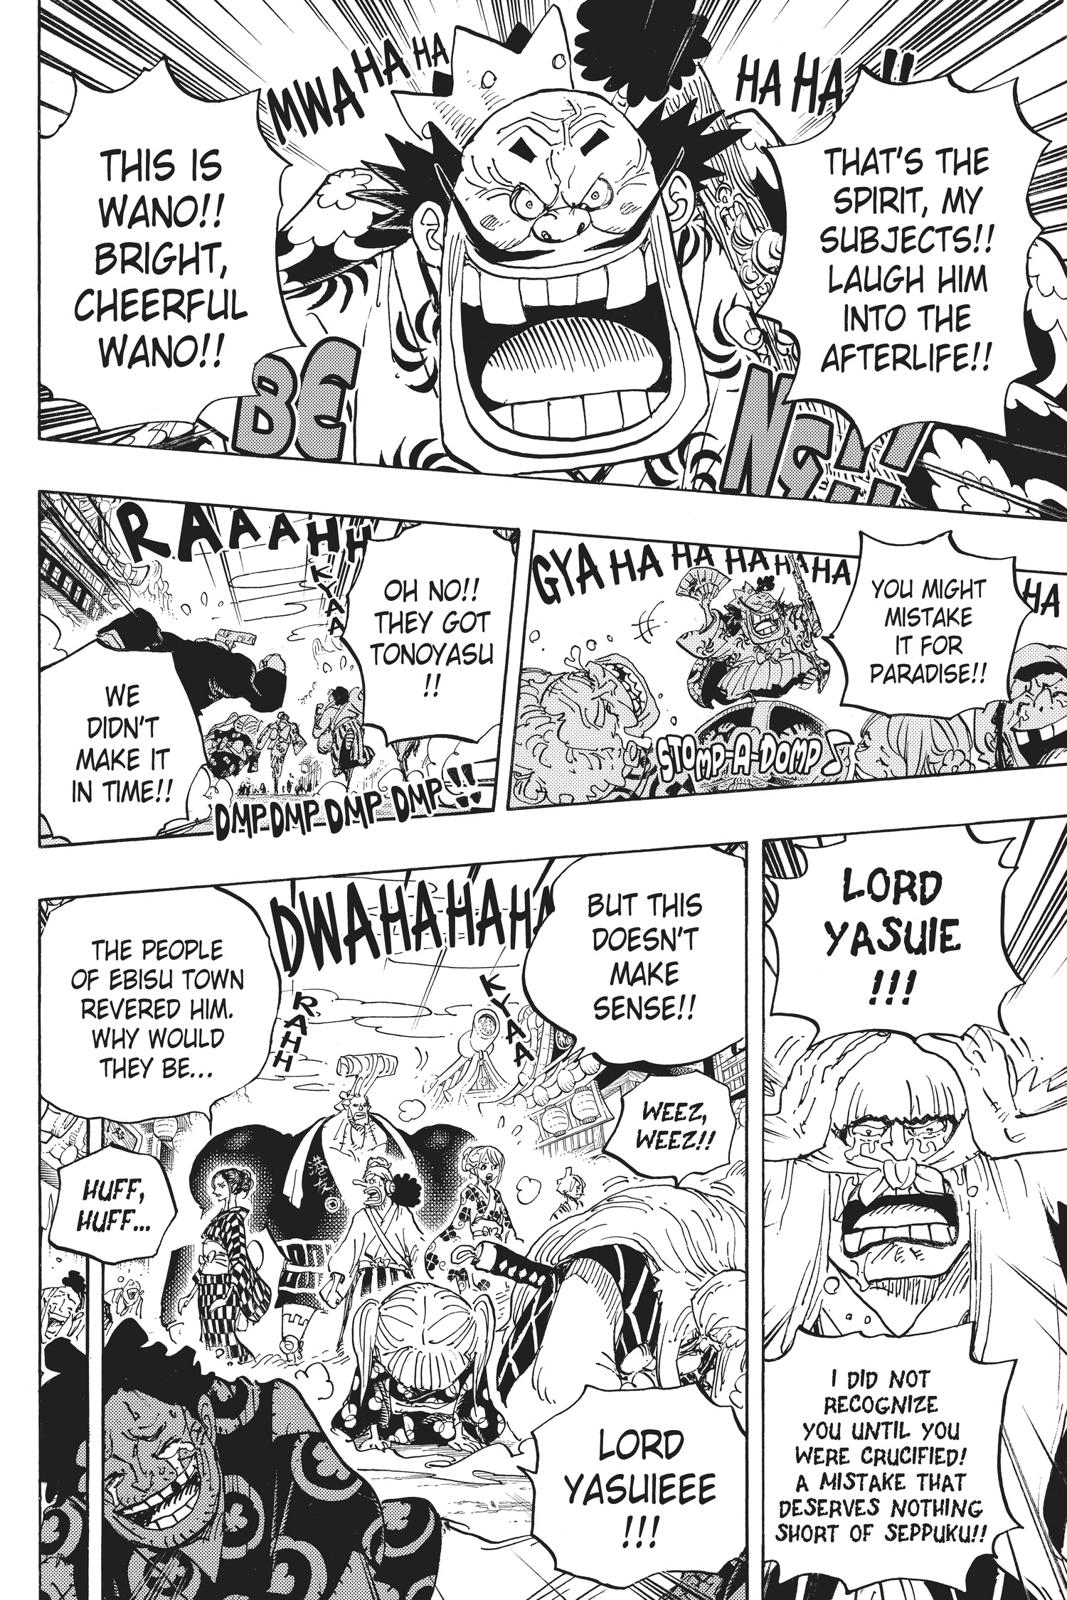 THAT'S THE
SPIRIT, MY
SUBJECTS!!
LAUGH HIM
INTO THE
AFTERLIFE!!
HA HA !!
MWA HA HA HA
THIS IS
WANO!!
BRIGHT,
CHEERFUL
WANO!!
BE
NG!!
YOU MIGHT
MISTAKE
IT FOR
PARADISE!!
GYA HA HA HA HA HA
HA
STOMP-A-DOMP♪
RAAAHH
KYAA
OH NO!!
THEY GOT
TONOYASU
!!
WE
DIDN'T
MAKE IT
IN TIME!!
DMP DMP DMP DMP !!
LORD
YASUIE
!!!
I DID NOT
RECOGNIZE
YOU UNTIL YOU
WERE CRUCIFIED!
A MISTAKE THAT
DESERVES NOTHING
SHORT OF SEPPUKU!!
BUT THIS
DOESN'T
MAKE
SENSE!!
DWAHAHAHA
KYAA
RAHH
THE PEOPLE
OF EBISU TOWN
REVERED HIM.
WHY WOULD
THEY BE...
WEEZ,
WEEZ!!
HUFF,
HUFF...
LORD
YASUIEEE
!!!